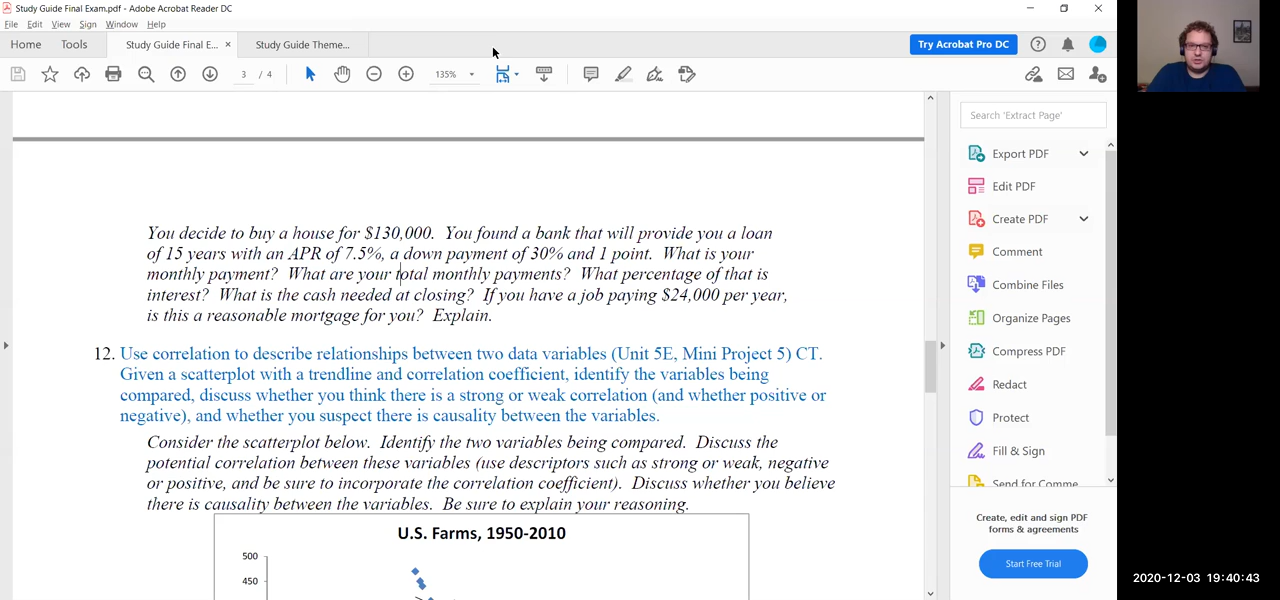 Study Guide Final Exam.pdf - Adobe Acrobat Reader DC
File Edit View Sign Window Help
Home Tools Study Guide Final E... × Study Guide Theme... Try Acrobat Pro DC
3 / 4 135%
You decide to buy a house for $130,000. You found a bank that will provide you a loan
of 15 years with an APR of 7.5%, a down payment of 30% and 1 point. What is your
monthly payment? What are your total monthly payments? What percentage of that is
interest? What is the cash needed at closing? If you have a job paying $24,000 per year,
is this a reasonable mortgage for you? Explain.
12. Use correlation to describe relationships between two data variables (Unit 5E, Mini Project 5) CT.
Given a scatterplot with a trendline and correlation coefficient, identify the variables being
compared, discuss whether you think there is a strong or weak correlation (and whether positive or
negative), and whether you suspect there is causality between the variables.
Consider the scatterplot below. Identify the two variables being compared. Discuss the
potential correlation between these variables (use descriptors such as strong or weak, negative
or positive, and be sure to incorporate the correlation coefficient). Discuss whether you believe
there is causality between the variables. Be sure to explain your reasoning.
U.S. Farms, 1950-2010
500
450
Search 'Extract Page'
Export PDF
Edit PDF
Create PDF
Comment
Combine Files
Organize Pages
Compress PDF
Redact
Protect
Fill & Sign
Send for Comme
Create, edit and sign PDF
forms & agreements
Start Free Trial
2020-12-03 19:40:43